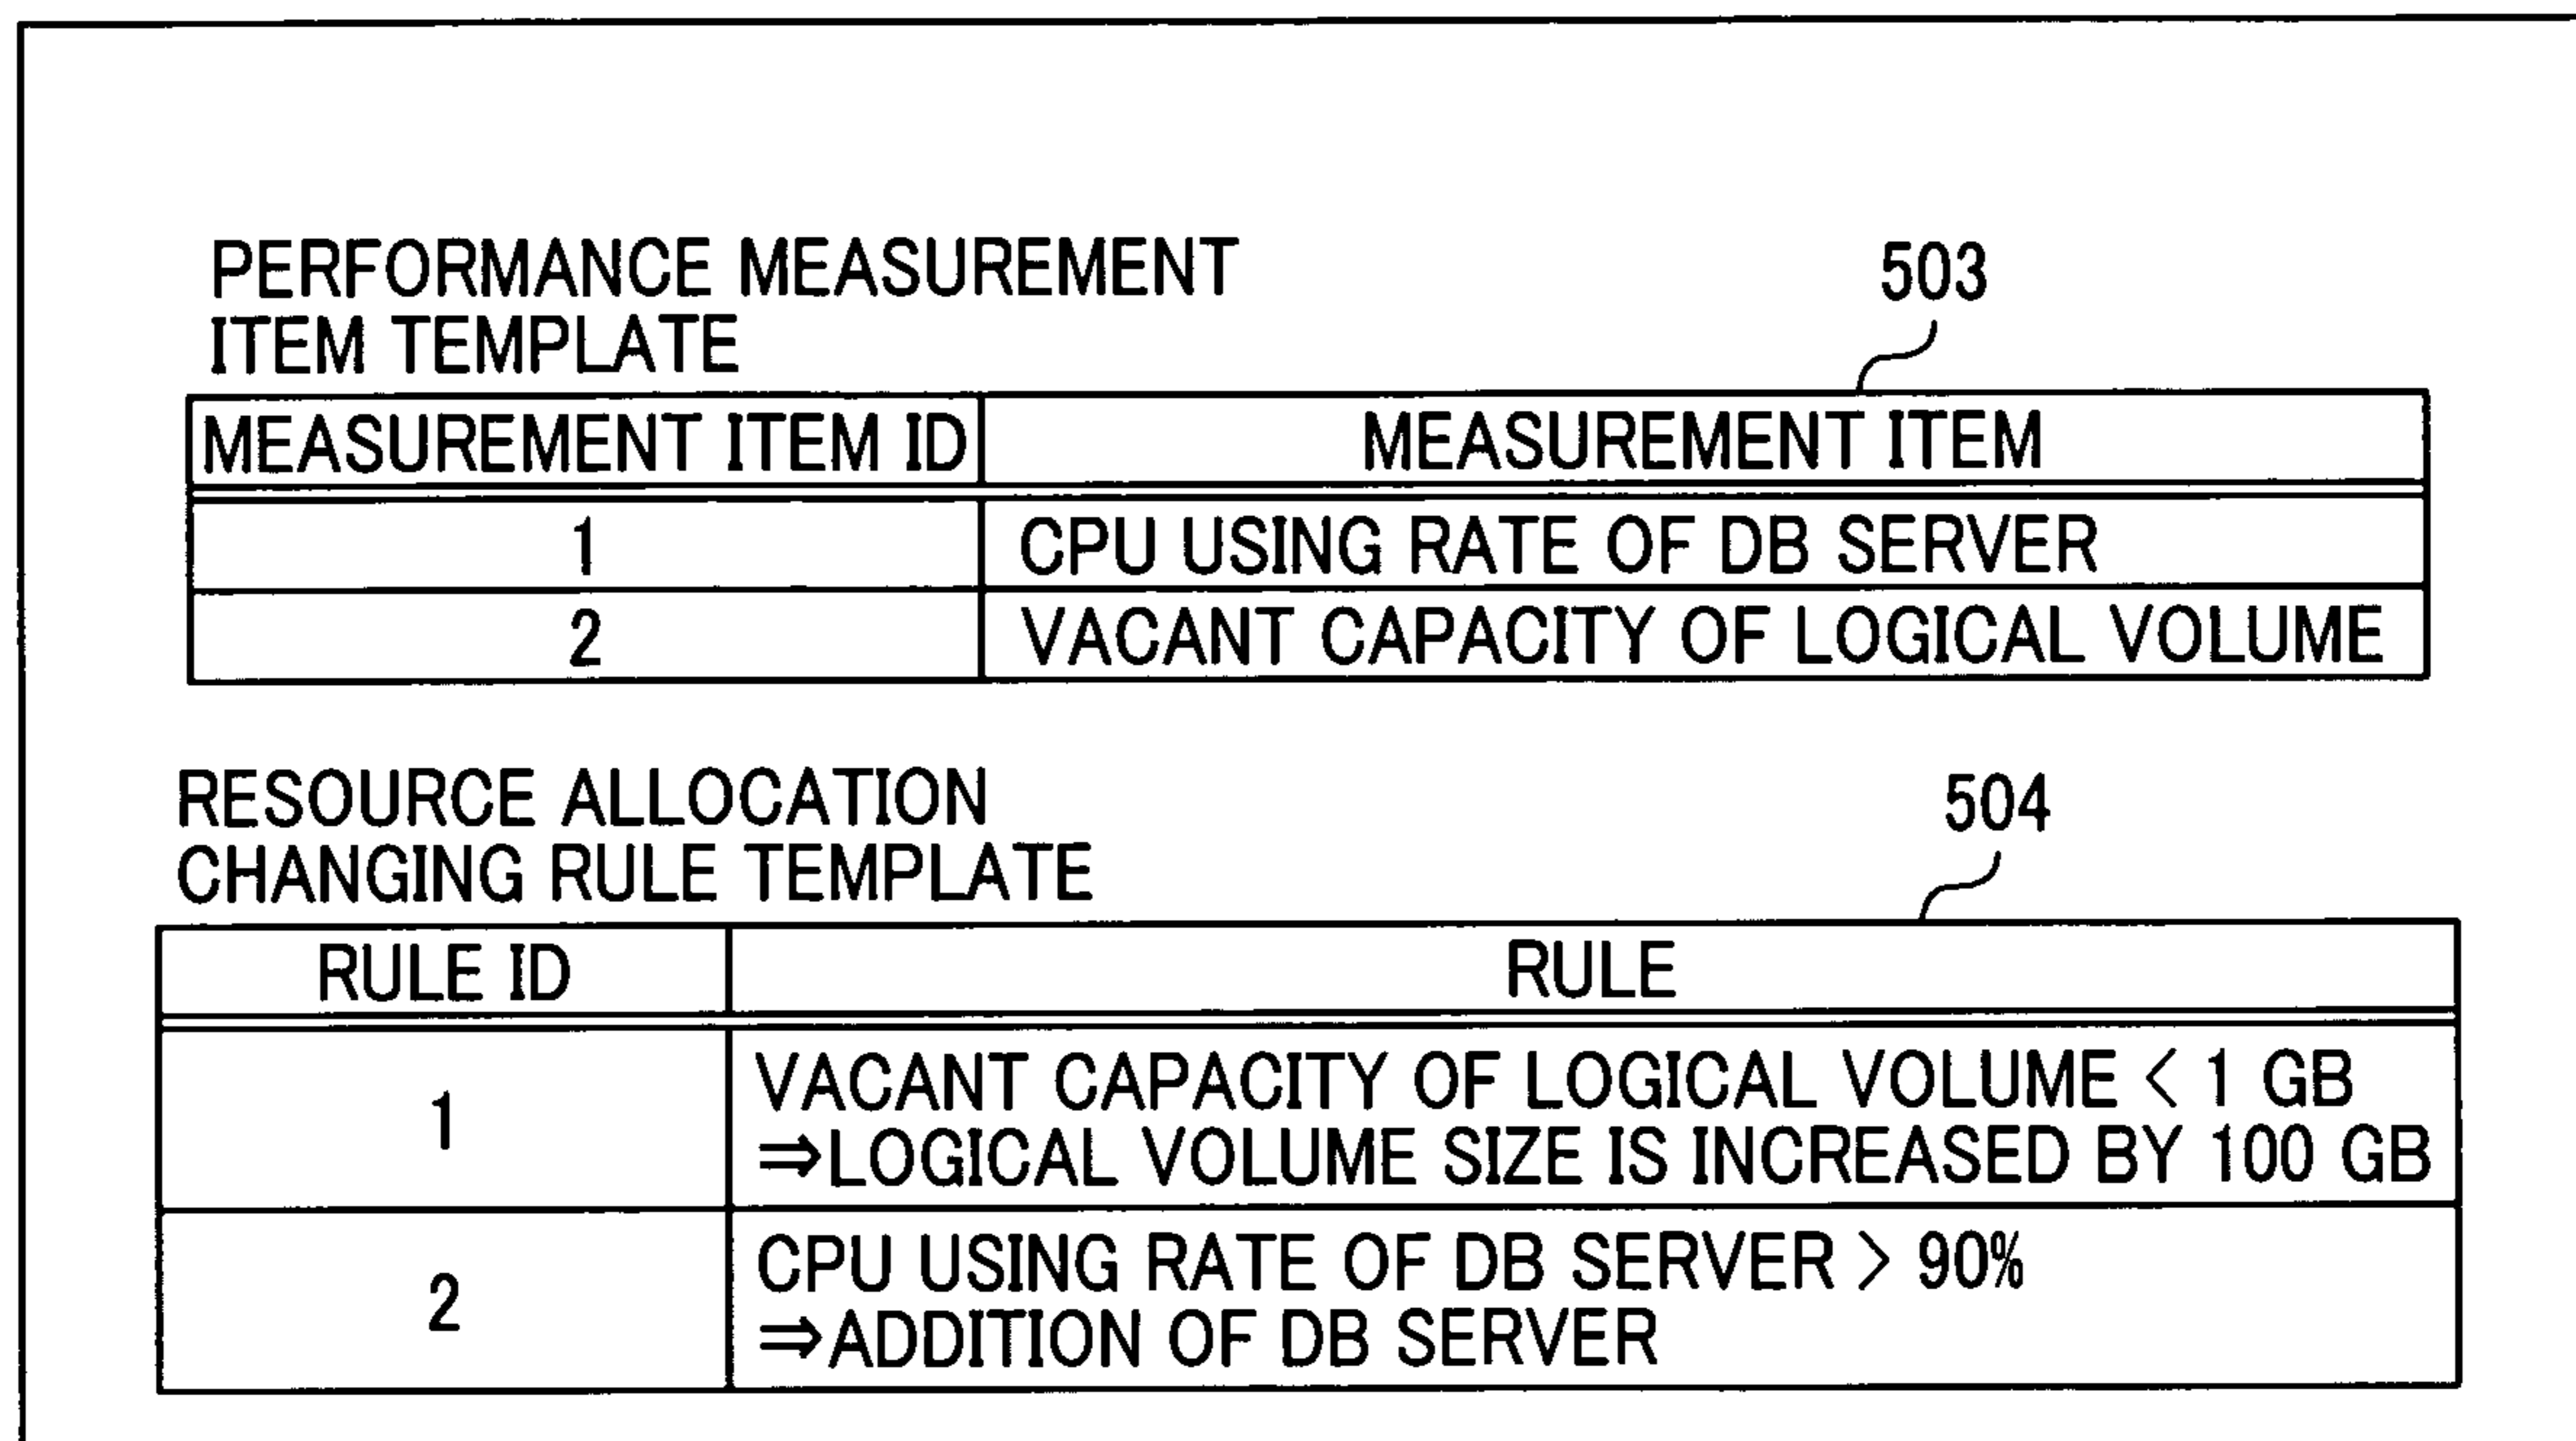 PERFORMANCE MEASUREMENT
ITEM TEMPLATE
503
MEASUREMENT ITEM ID MEASUREMENT ITEM
1 CPU USING RATE OF DB SERVER
2 VACANT CAPACITY OF LOGICAL VOLUME
RESOURCE ALLOCATION
CHANGING RULE TEMPLATE
504
RULE ID RULE
1 VACANT CAPACITY OF LOGICAL VOLUME < 1 GB
⇒LOGICAL VOLUME SIZE IS INCREASED BY 100 GB
2 CPU USING RATE OF DB SERVER > 90%
⇒ADDITION OF DB SERVER